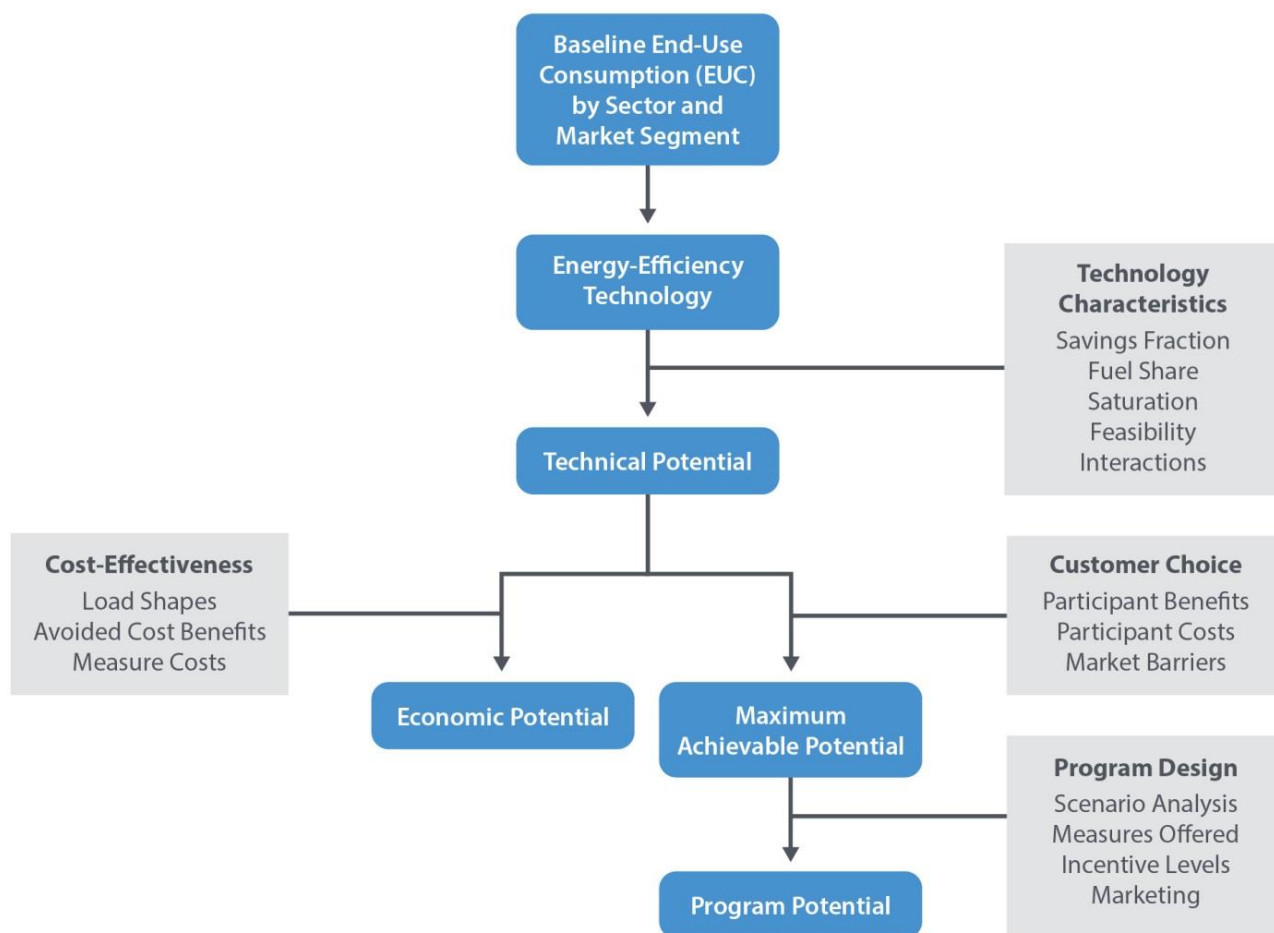 Baseline End-Use
Consumption (EUC)
by Sector and
Market Segment
Energy-Efficiency
Technology
Technology
Characteristics
Savings Fraction
Fuel Share
Saturation
Feasibility
Interactions
Technical Potential
Cost-Effectiveness
Load Shapes
Avoided Cost Benefits
Measure Costs
Customer Choice
Participant Benefits
Participant Costs
Market Barriers
Economic Potential
Maximum
Achievable Potential
Program Design
Scenario Analysis
Measures Offered
Incentive Levels
Marketing
Program Potential